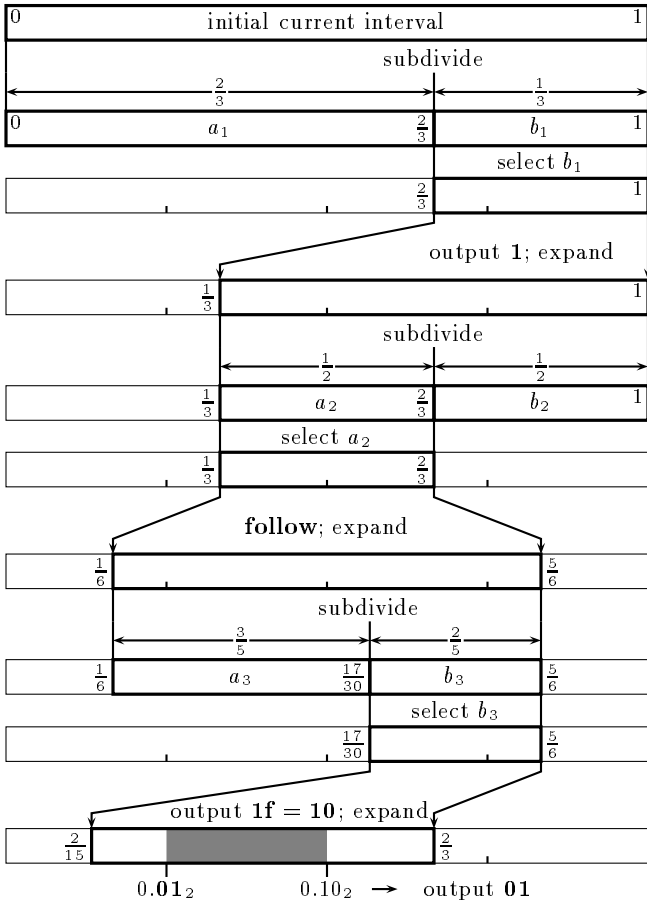 0 initial current interval 1
subdivide
2/3 1/3
0 a₁ 2/3 b₁ 1
select b₁
2/3 1
output 1; expand
1/3 1
subdivide
1/2 1/2
1/3 a₂ 2/3 b₂ 1
select a₂
1/3 2/3
follow; expand
1/6 5/6
subdivide
3/5 2/5
1/6 a₃ 17/30 b₃ 5/6
select b₃
17/30 5/6
output 1f = 10; expand
2/15 2/3
0.01₂ 0.10₂ → output 01